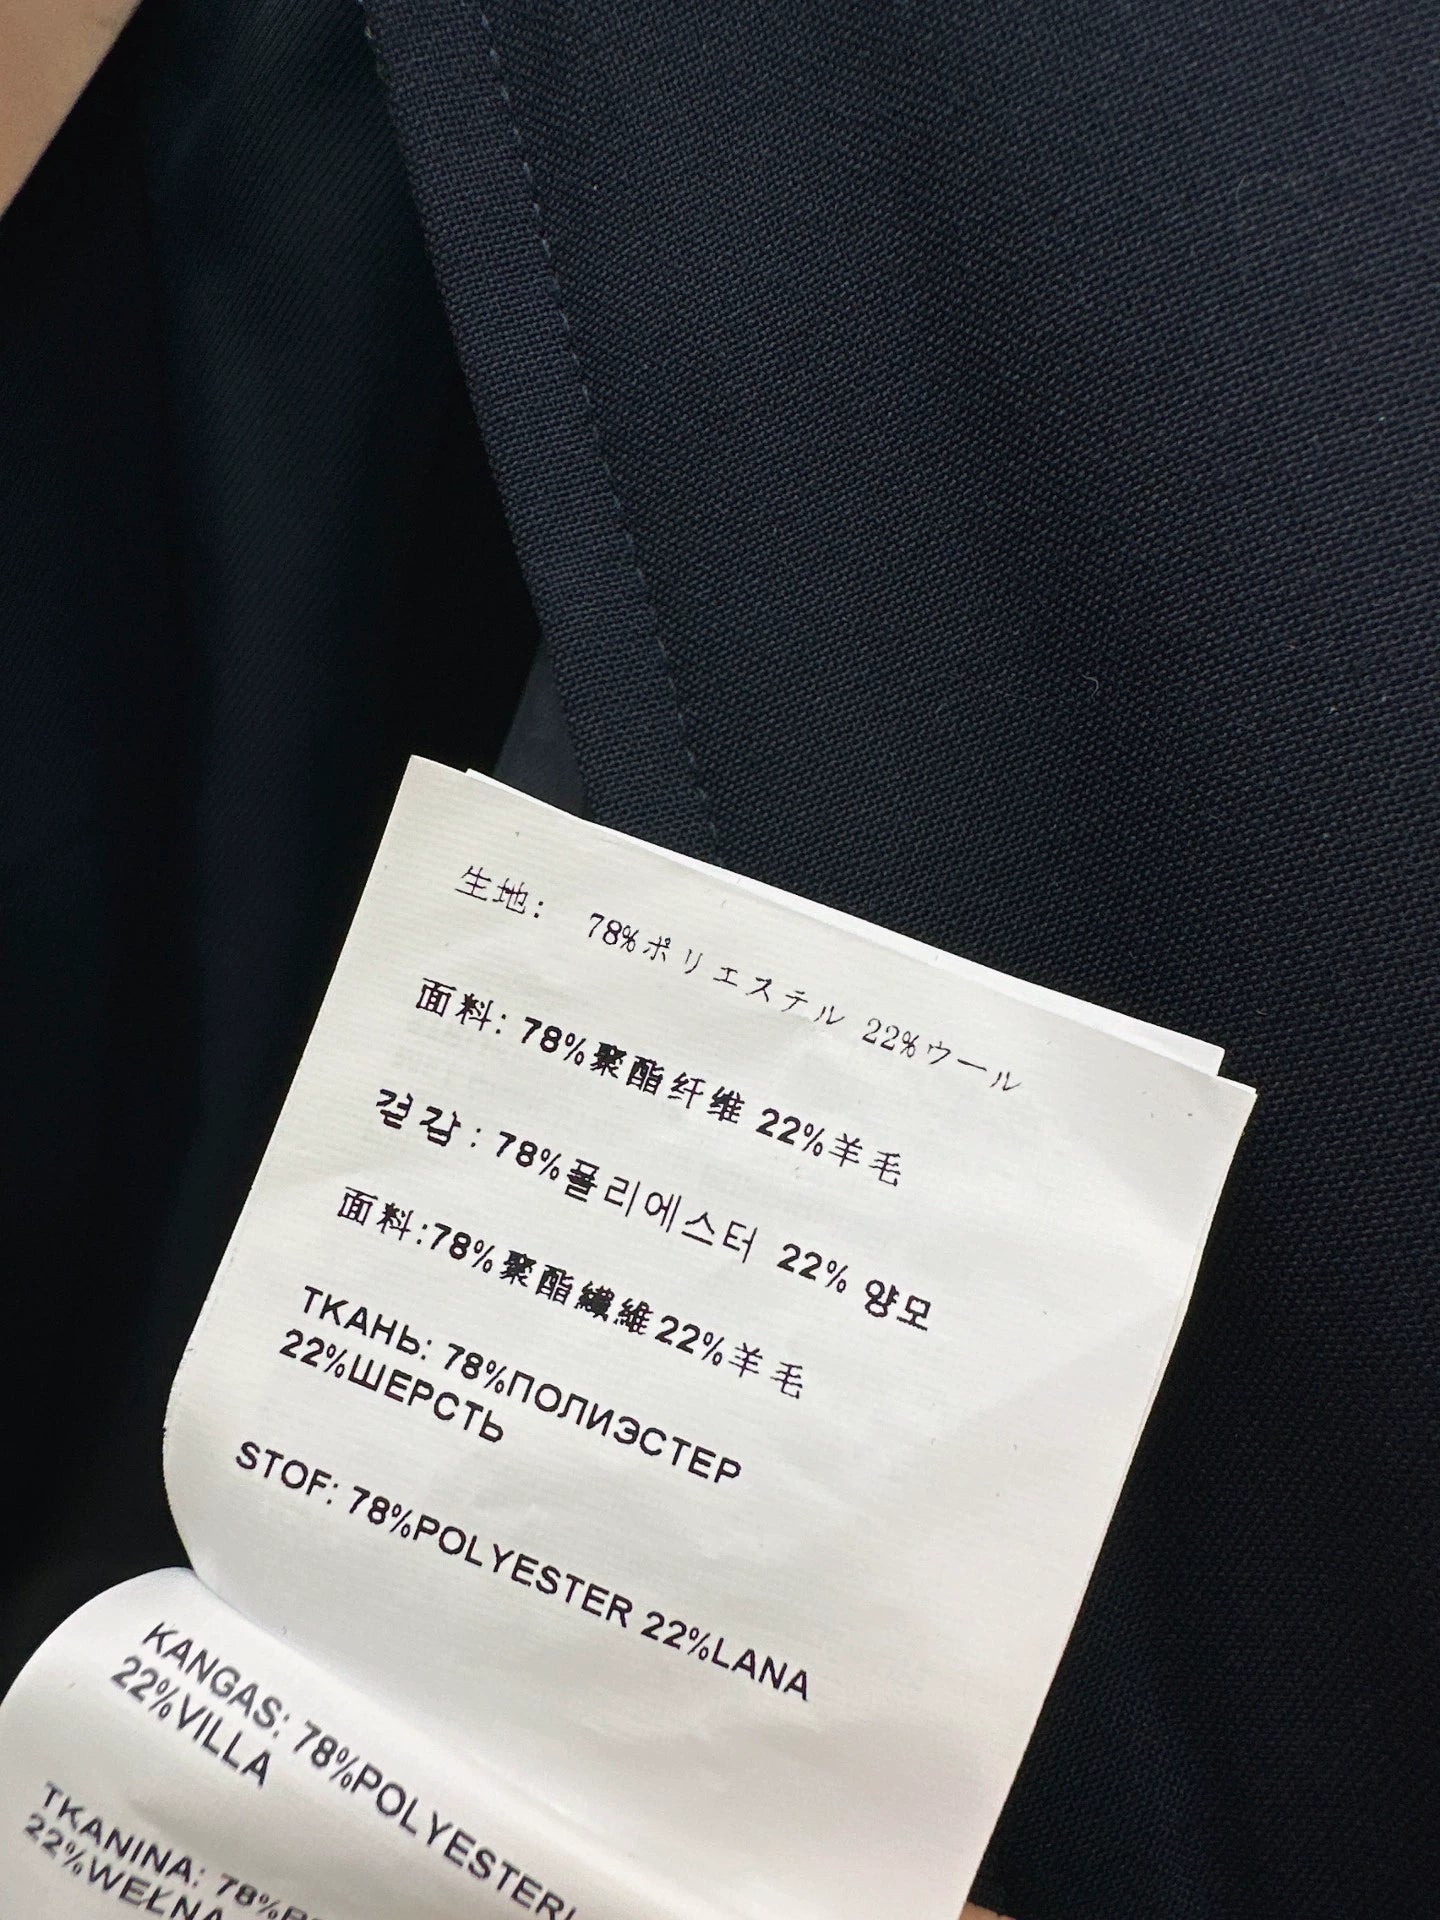 生地: 78%ポリエステル 22%ウール
面料: 78%聚酯纤维 22%羊毛
겉감: 78%폴리에스터 22% 양모
面料:78%聚酯纖維22%羊毛
ТКАНЬ: 78%ПОЛИЭСТЕР
22%ШЕРСТЬ
STOF: 78%POLYESTER 22%LANA
KANGAS: 78%POLYESTERI
22%VILLA
TKANINA: 78%
22%WEŁNA